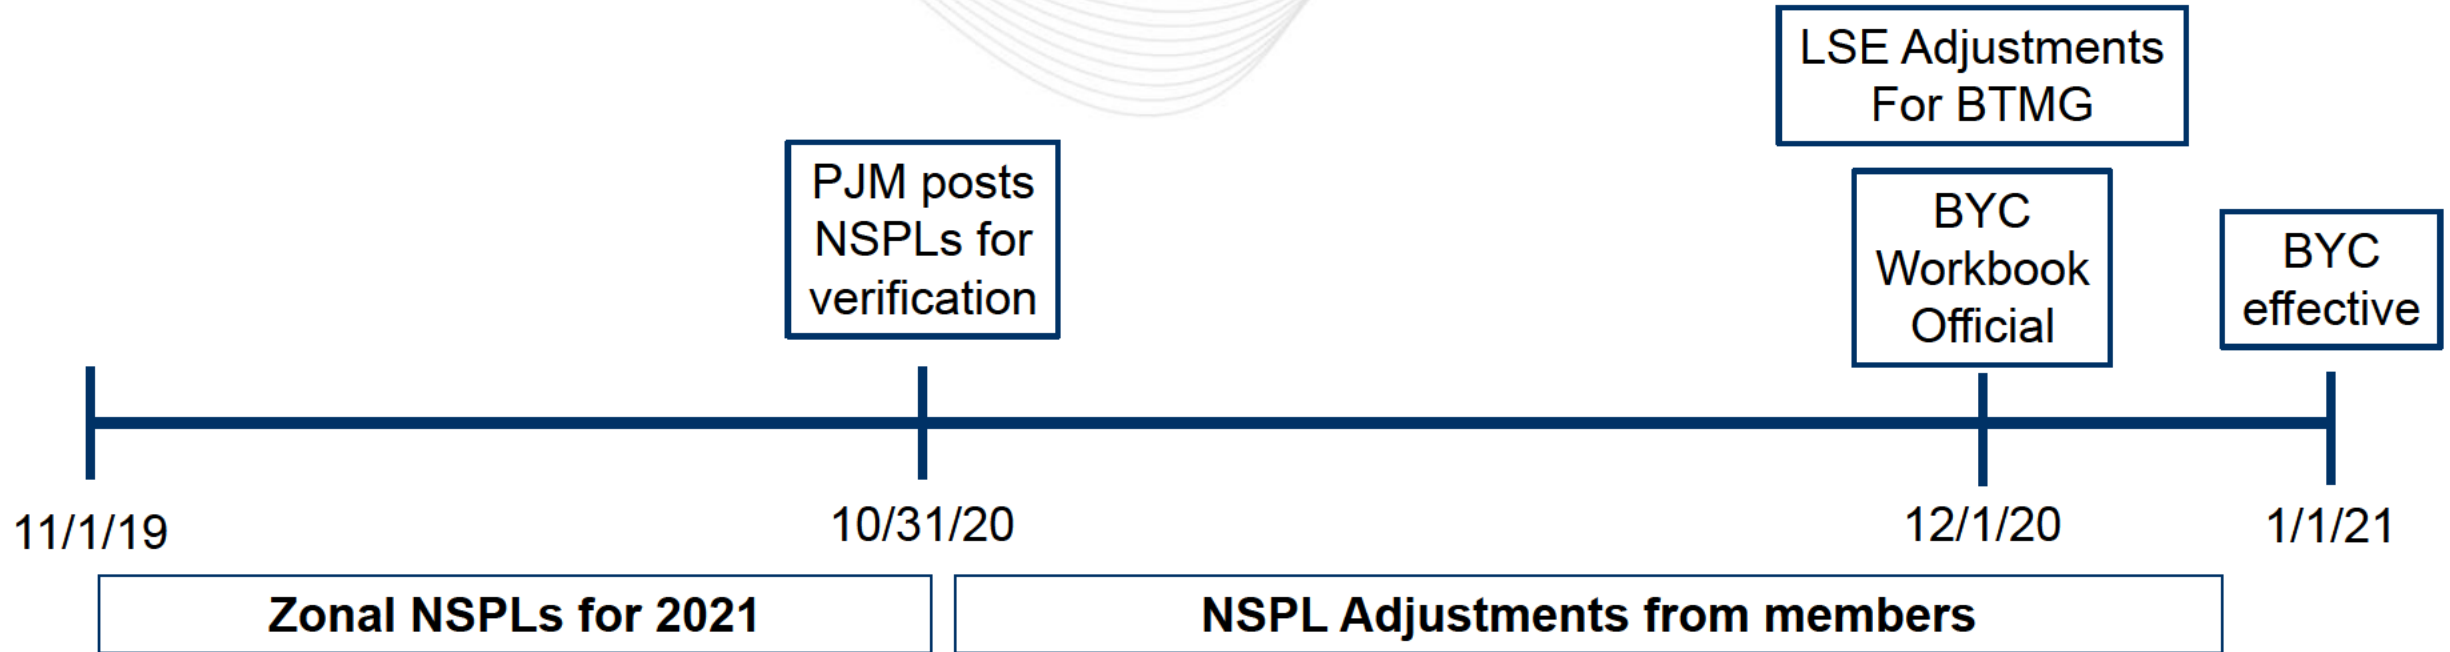 LSE Adjustments
For BTMG
PJM posts
NSPLs for
verification
BYC
Workbook
Official
BYC
effective
11/1/19
10/31/20
12/1/20
1/1/21
Zonal NSPLs for 2021
NSPL Adjustments from members